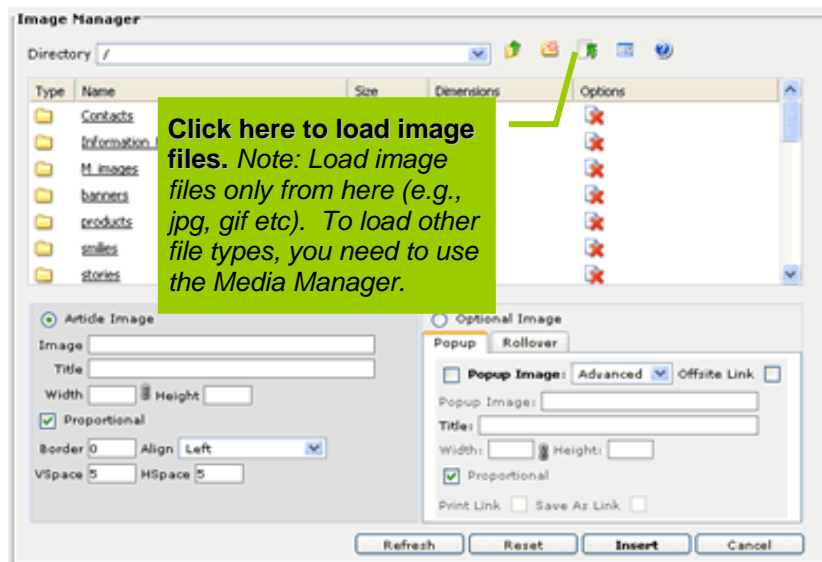 Image Manager
Directory /
Type Name Size Dimensions Options
Contacts
Information
M_images
banners
products
smilies
stories
Click here to load image
files. Note: Load image
files only from here (e.g.,
jpg, gif etc). To load other
file types, you need to use
the Media Manager.
Article Image
Image
Title
Width Height
Proportional
Border 0 Align Left
VSpace 5 HSpace 5
Optional Image
Popup Rollover
Popup Image: Advanced Offsite Link
Popup Image:
Title:
Width: Height:
Proportional
Print Link Save As Link
Refresh Reset Insert Cancel